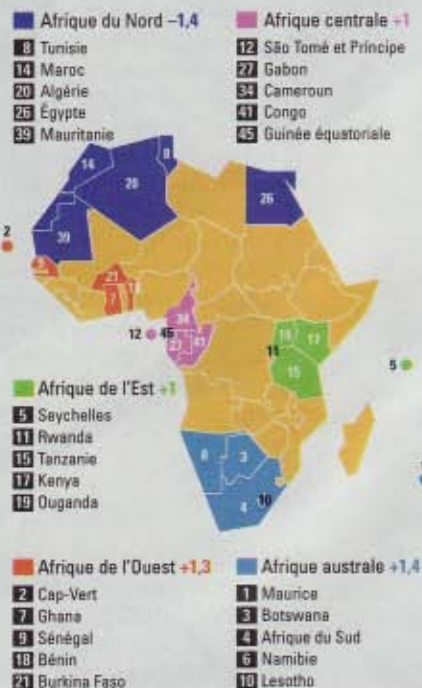 Afrique du Nord –1,4
8 Tunisie
14 Maroc
20 Algérie
26 Égypte
39 Mauritanie
Afrique centrale +1
12 São Tomé et Príncipe
27 Gabon
34 Cameroun
41 Congo
45 Guinée équatoriale
8
14
20
26
39
2
9
21
7
18
34
12
45
27
41
19
17
11
15
5
6
3
10
4
Afrique de l'Est +1
5 Seychelles
11 Rwanda
15 Tanzanie
17 Kenya
19 Ouganda
Afrique de l'Ouest +1,3
2 Cap-Vert
7 Ghana
9 Sénégal
18 Bénin
21 Burkina Faso
Afrique australe +1,4
1 Maurice
3 Botswana
4 Afrique du Sud
6 Namibie
10 Lesotho